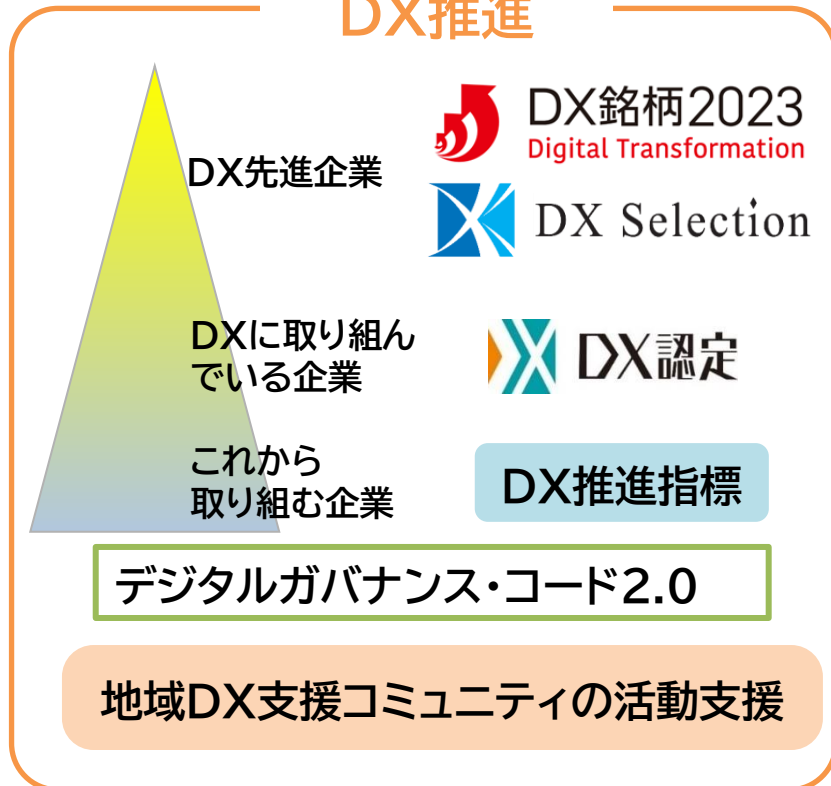 DX推進
DX銘柄2023
Digital Transformation
DX先進企業
DX Selection
DXに取り組ん
でいる企業
DX認定
これから
取り組む企業
DX推進指標
デジタルガバナンス・コード2.0
地域DX支援コミュニティの活動支援